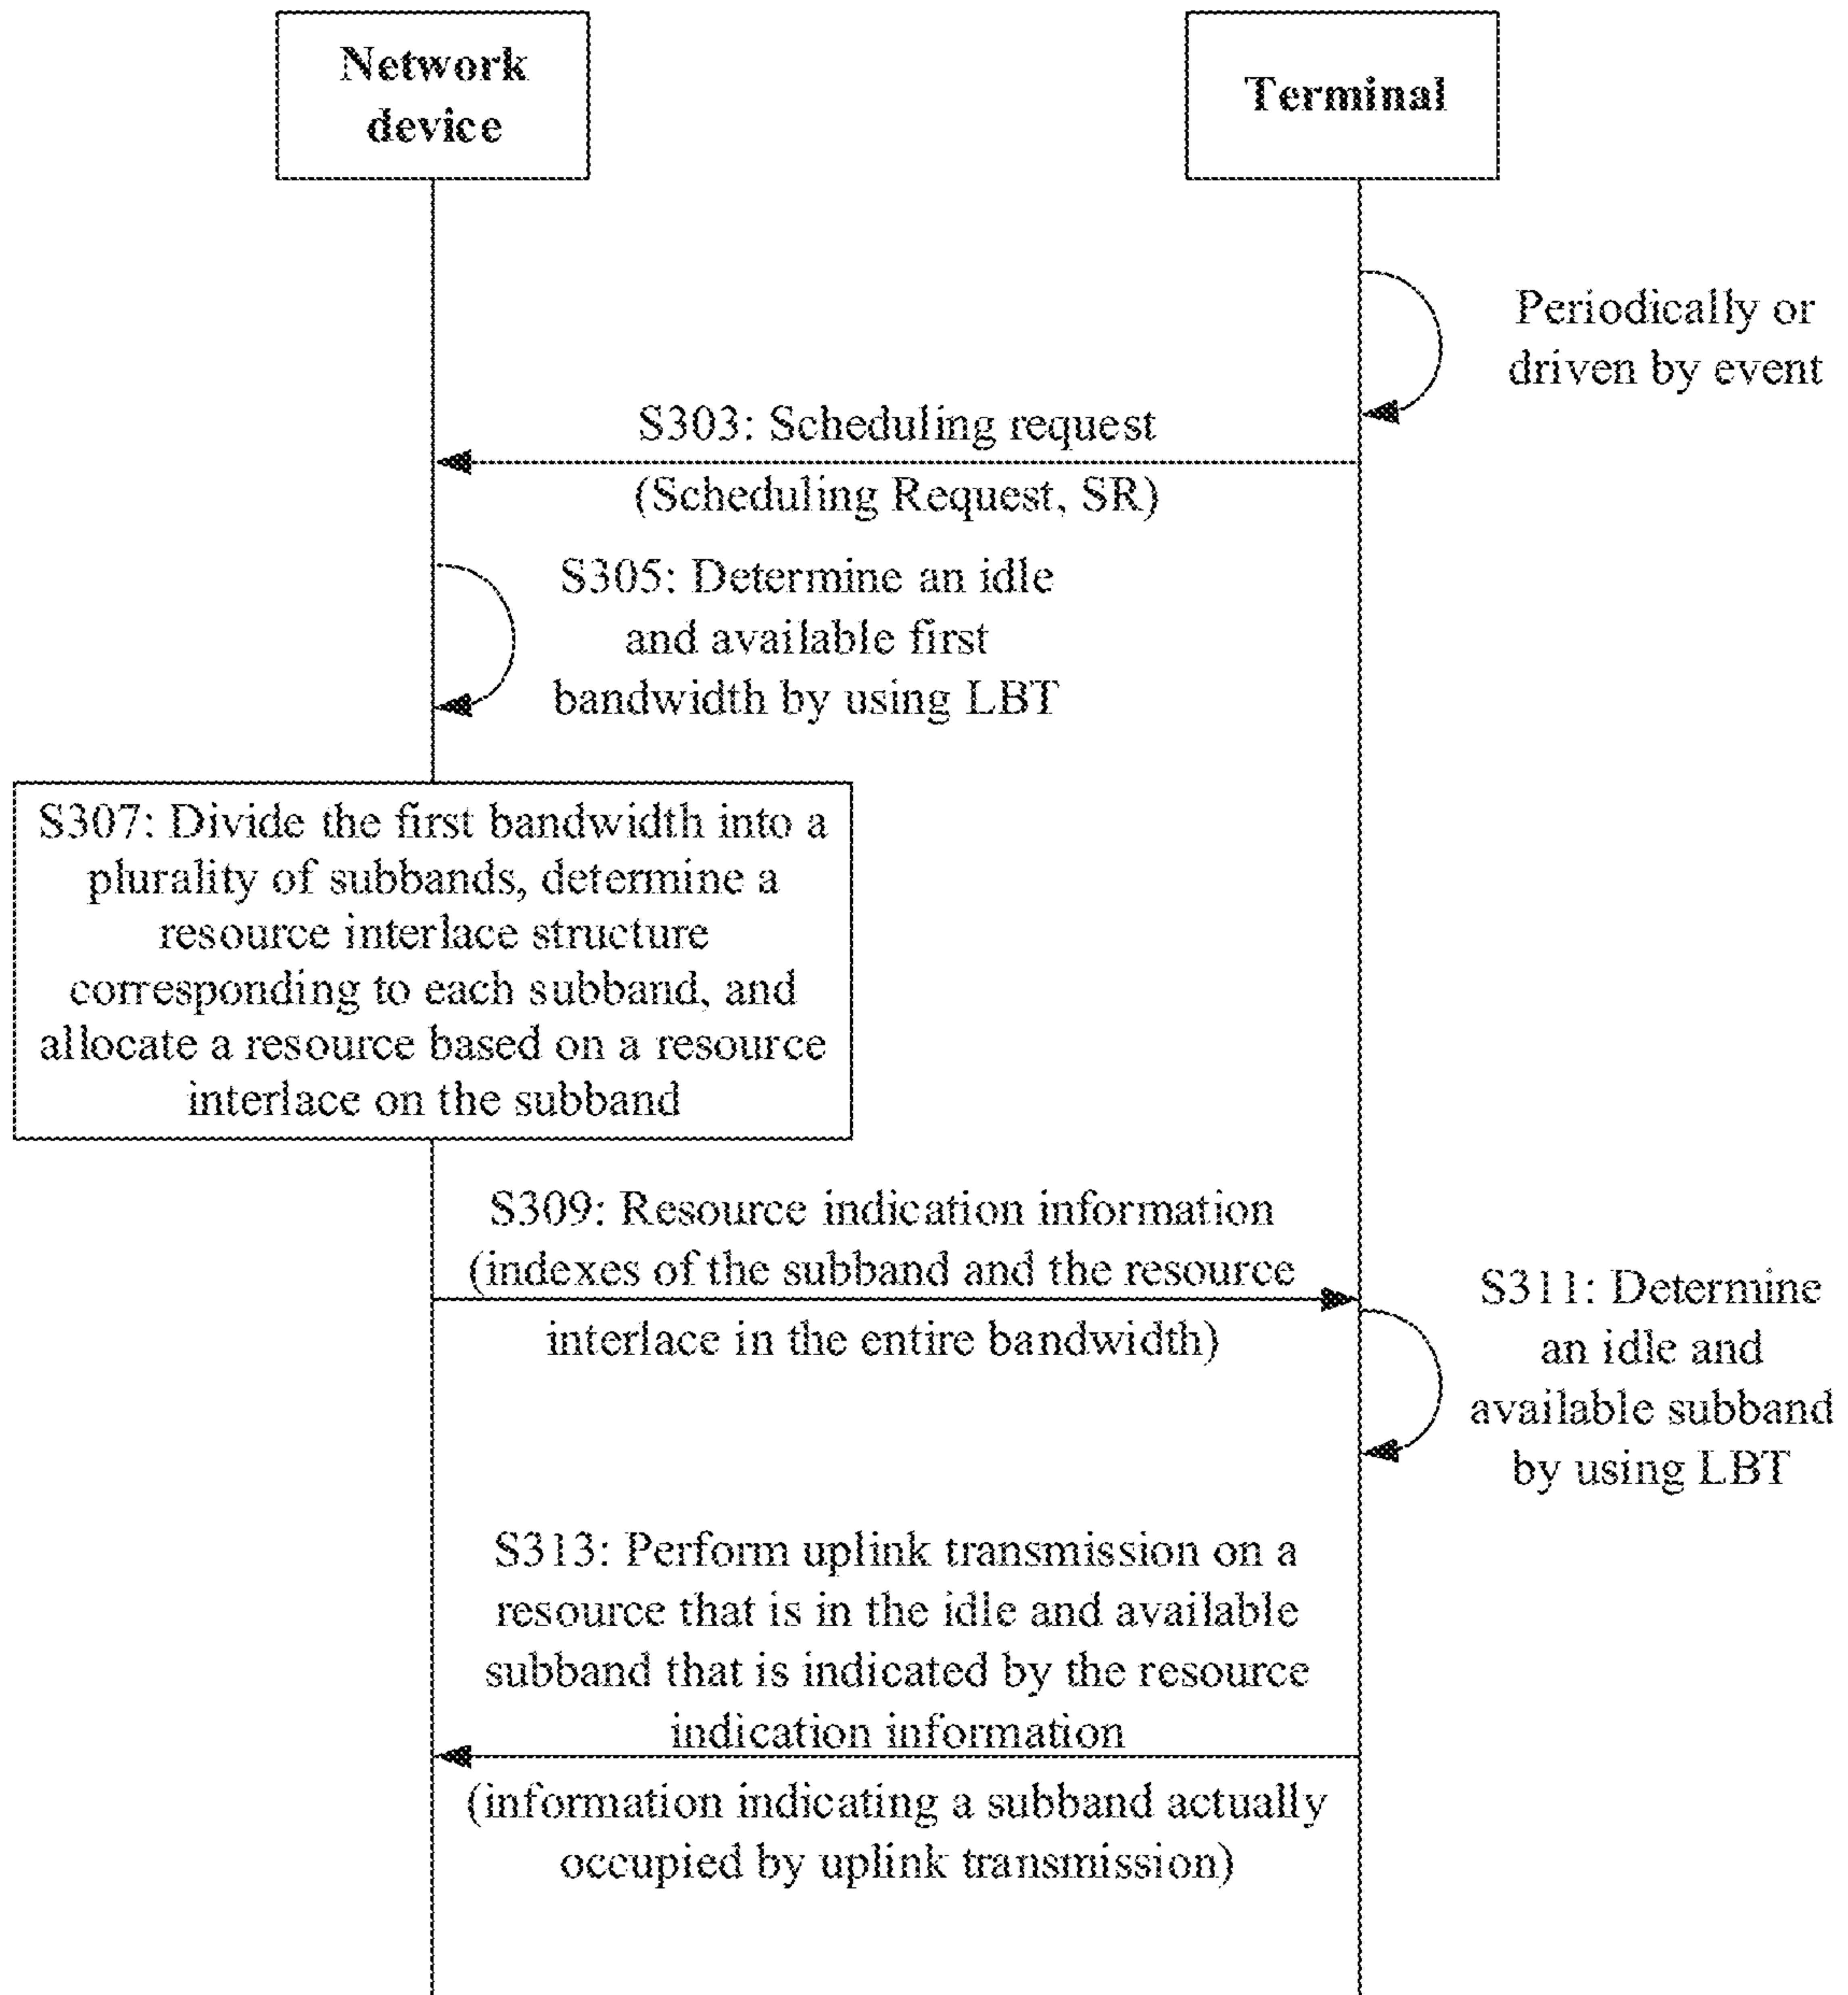 Network
device
Terminal
Periodically or
driven by event
S303: Scheduling request
(Scheduling Request, SR)
S305: Determine an idle
and available first
bandwidth by using LBT
S307: Divide the first bandwidth into a
plurality of subbands, determine a
resource interlace structure
corresponding to each subband, and
allocate a resource based on a resource
interlace on the subband
S309: Resource indication information
(indexes of the subband and the resource
interlace in the entire bandwidth)
S311: Determine
an idle and
available subband
by using LBT
S313: Perform uplink transmission on a
resource that is in the idle and available
subband that is indicated by the resource
indication information
(information indicating a subband actually
occupied by uplink transmission)